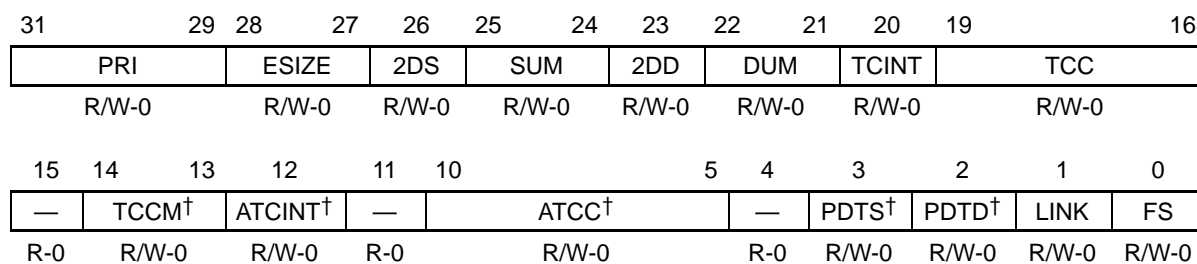 31 29 28 27 26 25 24 23 22 21 20 19 16
PRI ESIZE 2DS SUM 2DD DUM TCINT TCC
R/W-0 R/W-0 R/W-0 R/W-0 R/W-0 R/W-0 R/W-0 R/W-0
15 14 13 12 11 10 5 4 3 2 1 0
— TCCM† ATCINT† — ATCC† — PDTS† PDTD† LINK FS
R-0 R/W-0 R/W-0 R-0 R/W-0 R-0 R/W-0 R/W-0 R/W-0 R/W-0